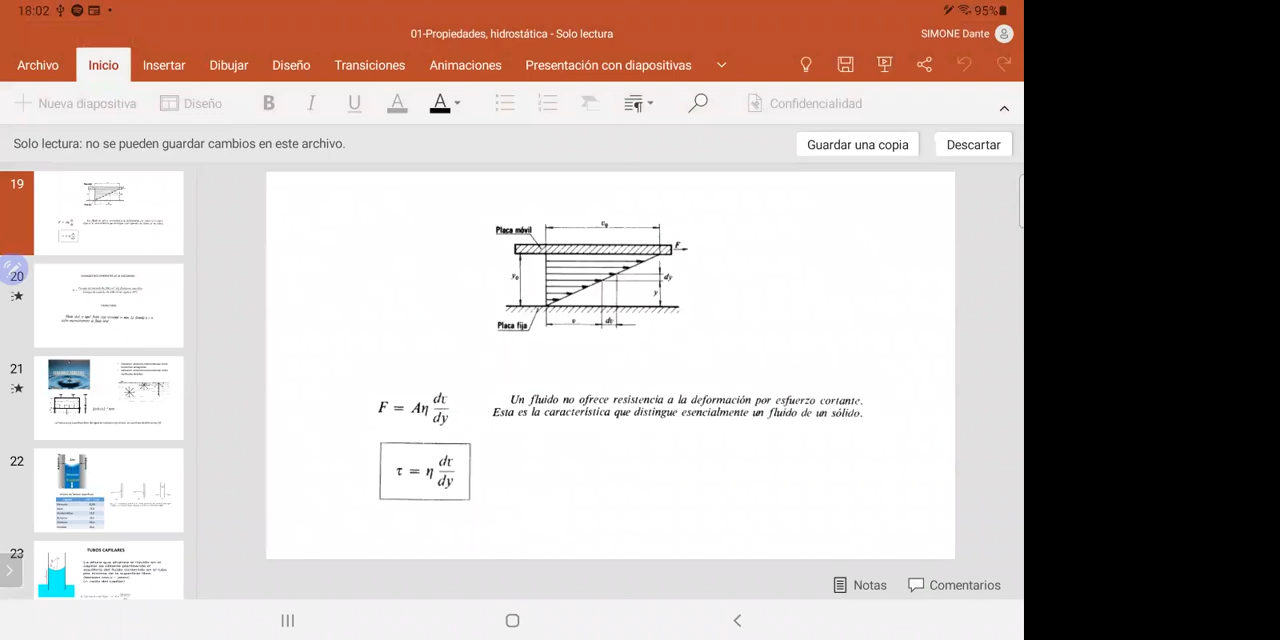 18:02
95%
01-Propiedades, hidrostática - Solo lectura
SIMONE Dante
Archivo
Inicio
Insertar
Dibujar
Diseño
Transiciones
Animaciones
Presentación con diapositivas
Nueva diapositiva
Diseño
B I U A A
Confidencialidad
Solo lectura: no se pueden guardar cambios en este archivo.
Guardar una copia
Descartar
19
20
21
22
23
TUBOS CAPILARES
Placa móvil
v₀
F
y₀
dy
y
Placa fija
v
dv
F = Aη dv/dy
Un fluido no ofrece resistencia a la deformación por esfuerzo cortante.
Esta es la característica que distingue esencialmente un fluido de un sólido.
τ = η dv/dy
Notas
Comentarios